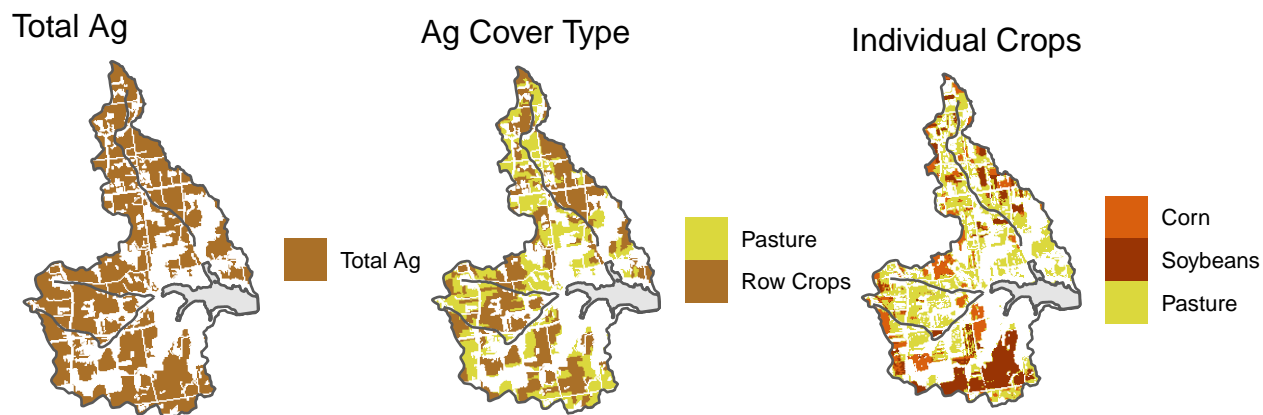 Total Ag
Ag Cover Type
Individual Crops
Total Ag
Pasture
Row Crops
Corn
Soybeans
Pasture